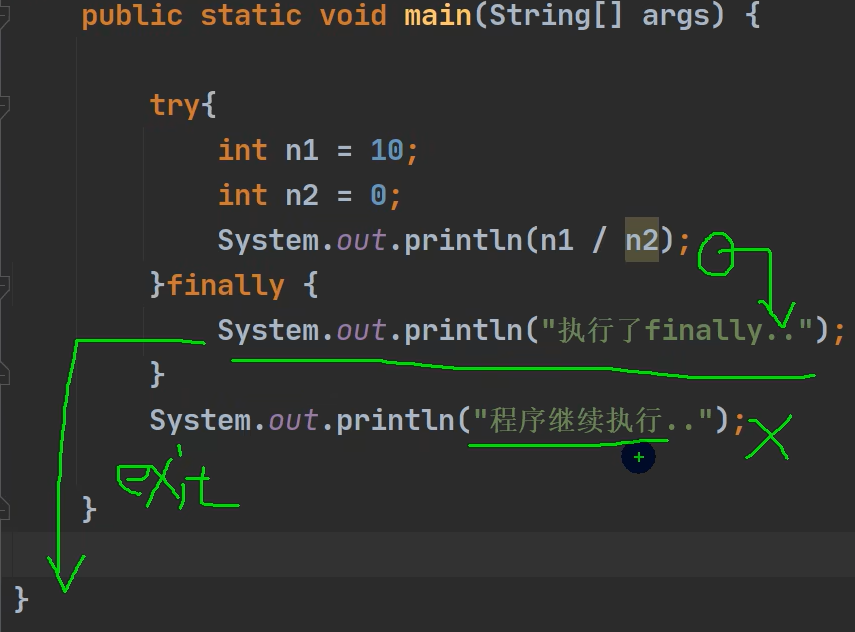 public static void main(String[] args) {
try{
int n1 = 10;
int n2 = 0;
System.out.println(n1 / n2);
}finally {
System.out.println("执行了finally..");
}
System.out.println("程序继续执行..");
exit
}
}